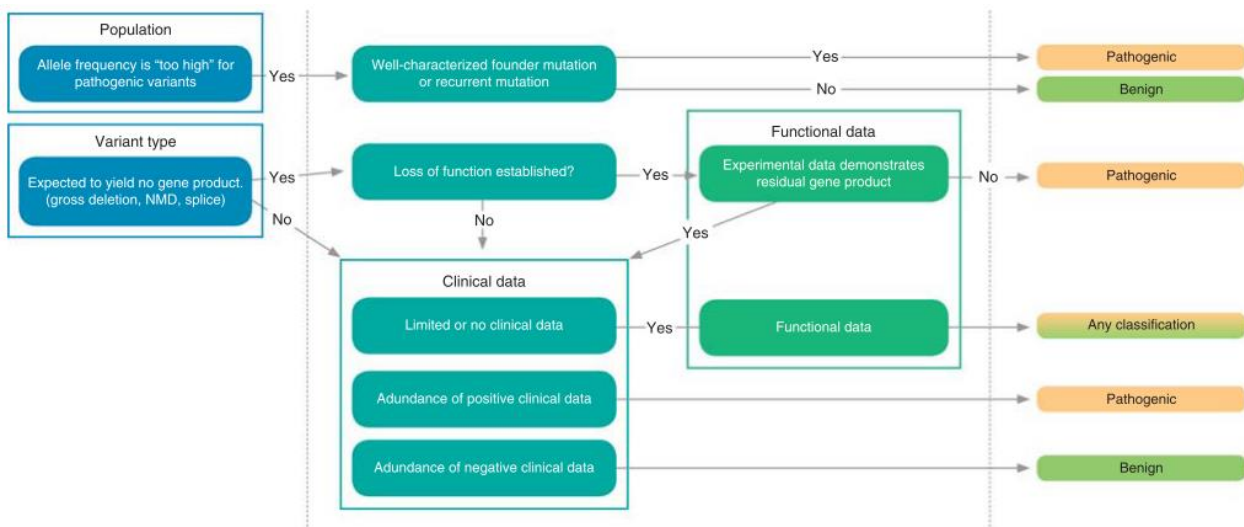 Population
Allele frequency is “too high” for
pathogenic variants
Yes
Well-characterized founder mutation
or recurrent mutation
Yes
No
Pathogenic
Benign
Variant type
Expected to yield no gene product.
(gross deletion, NMD, splice)
Yes
No
Loss of function established?
Yes
No
Functional data
Experimental data demonstrates
residual gene product
No
Yes
Pathogenic
Clinical data
Limited or no clinical data
Yes
Functional data
Any classification
Adundance of positive clinical data
Pathogenic
Adundance of negative clinical data
Benign